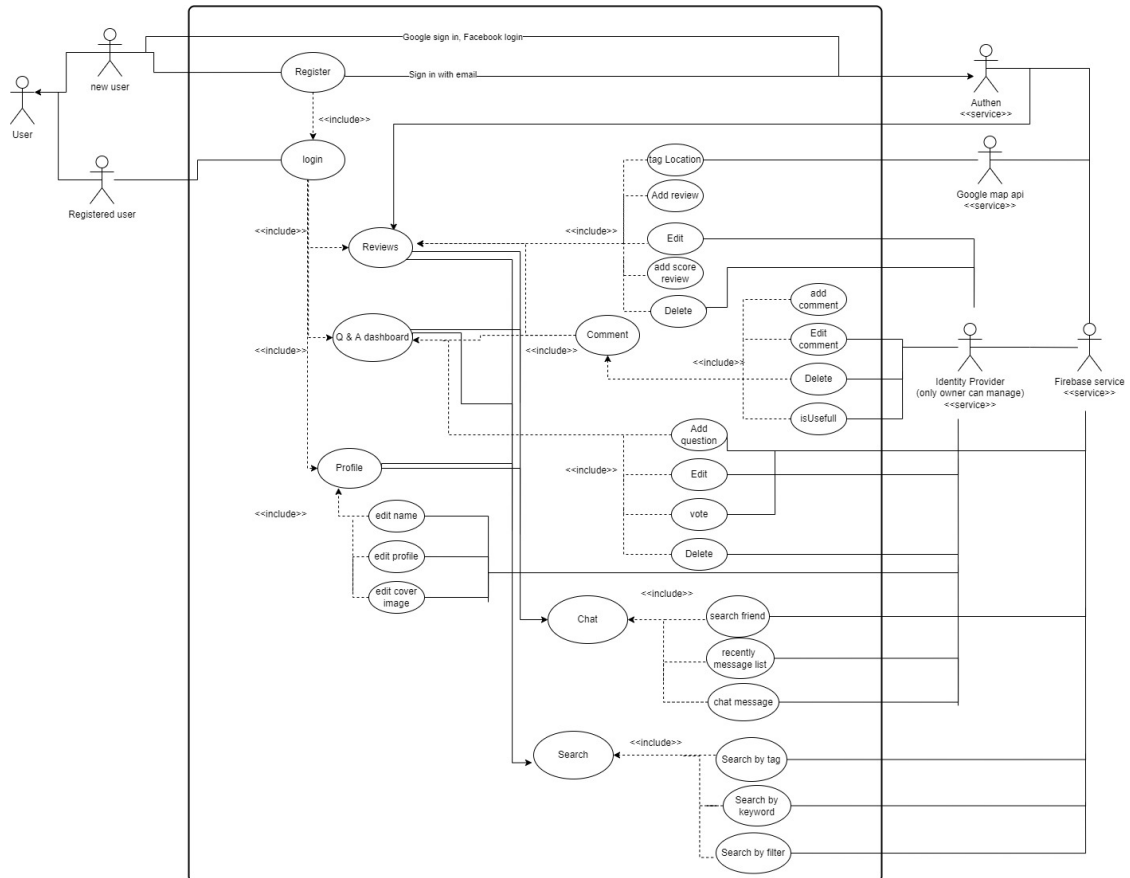 Google sign in, Facebook login
new user
Register
Sign in with email
Authen
<<service>>
User
<<include>>
login
tag Location
Google map api
<<service>>
Registered user
Add review
<<include>>
<<include>>
Reviews
Edit
add score
review
add
comment
Delete
Q & A dashboard
Comment
Edit
comment
<<include>>
<<include>>
<<include>>
Delete
Identity Provider
(only owner can manage)
<<service>>
Firebase service
<<service>>
isUsefull
Add
question
Profile
<<include>>
Edit
<<include>>
edit name
vote
edit profile
Delete
edit cover
image
<<include>>
Chat
search friend
recently
message list
chat message
<<include>>
Search
Search by tag
Search by
keyword
Search by filter